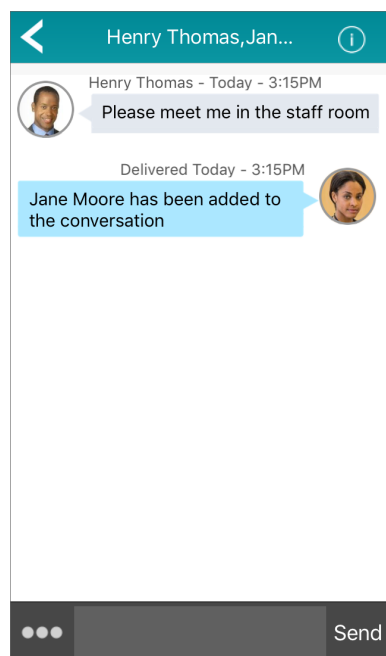 Henry Thomas,Jan...
Henry Thomas - Today - 3:15PM
Please meet me in the staff room
Delivered Today - 3:15PM
Jane Moore has been added to
the conversation
Send